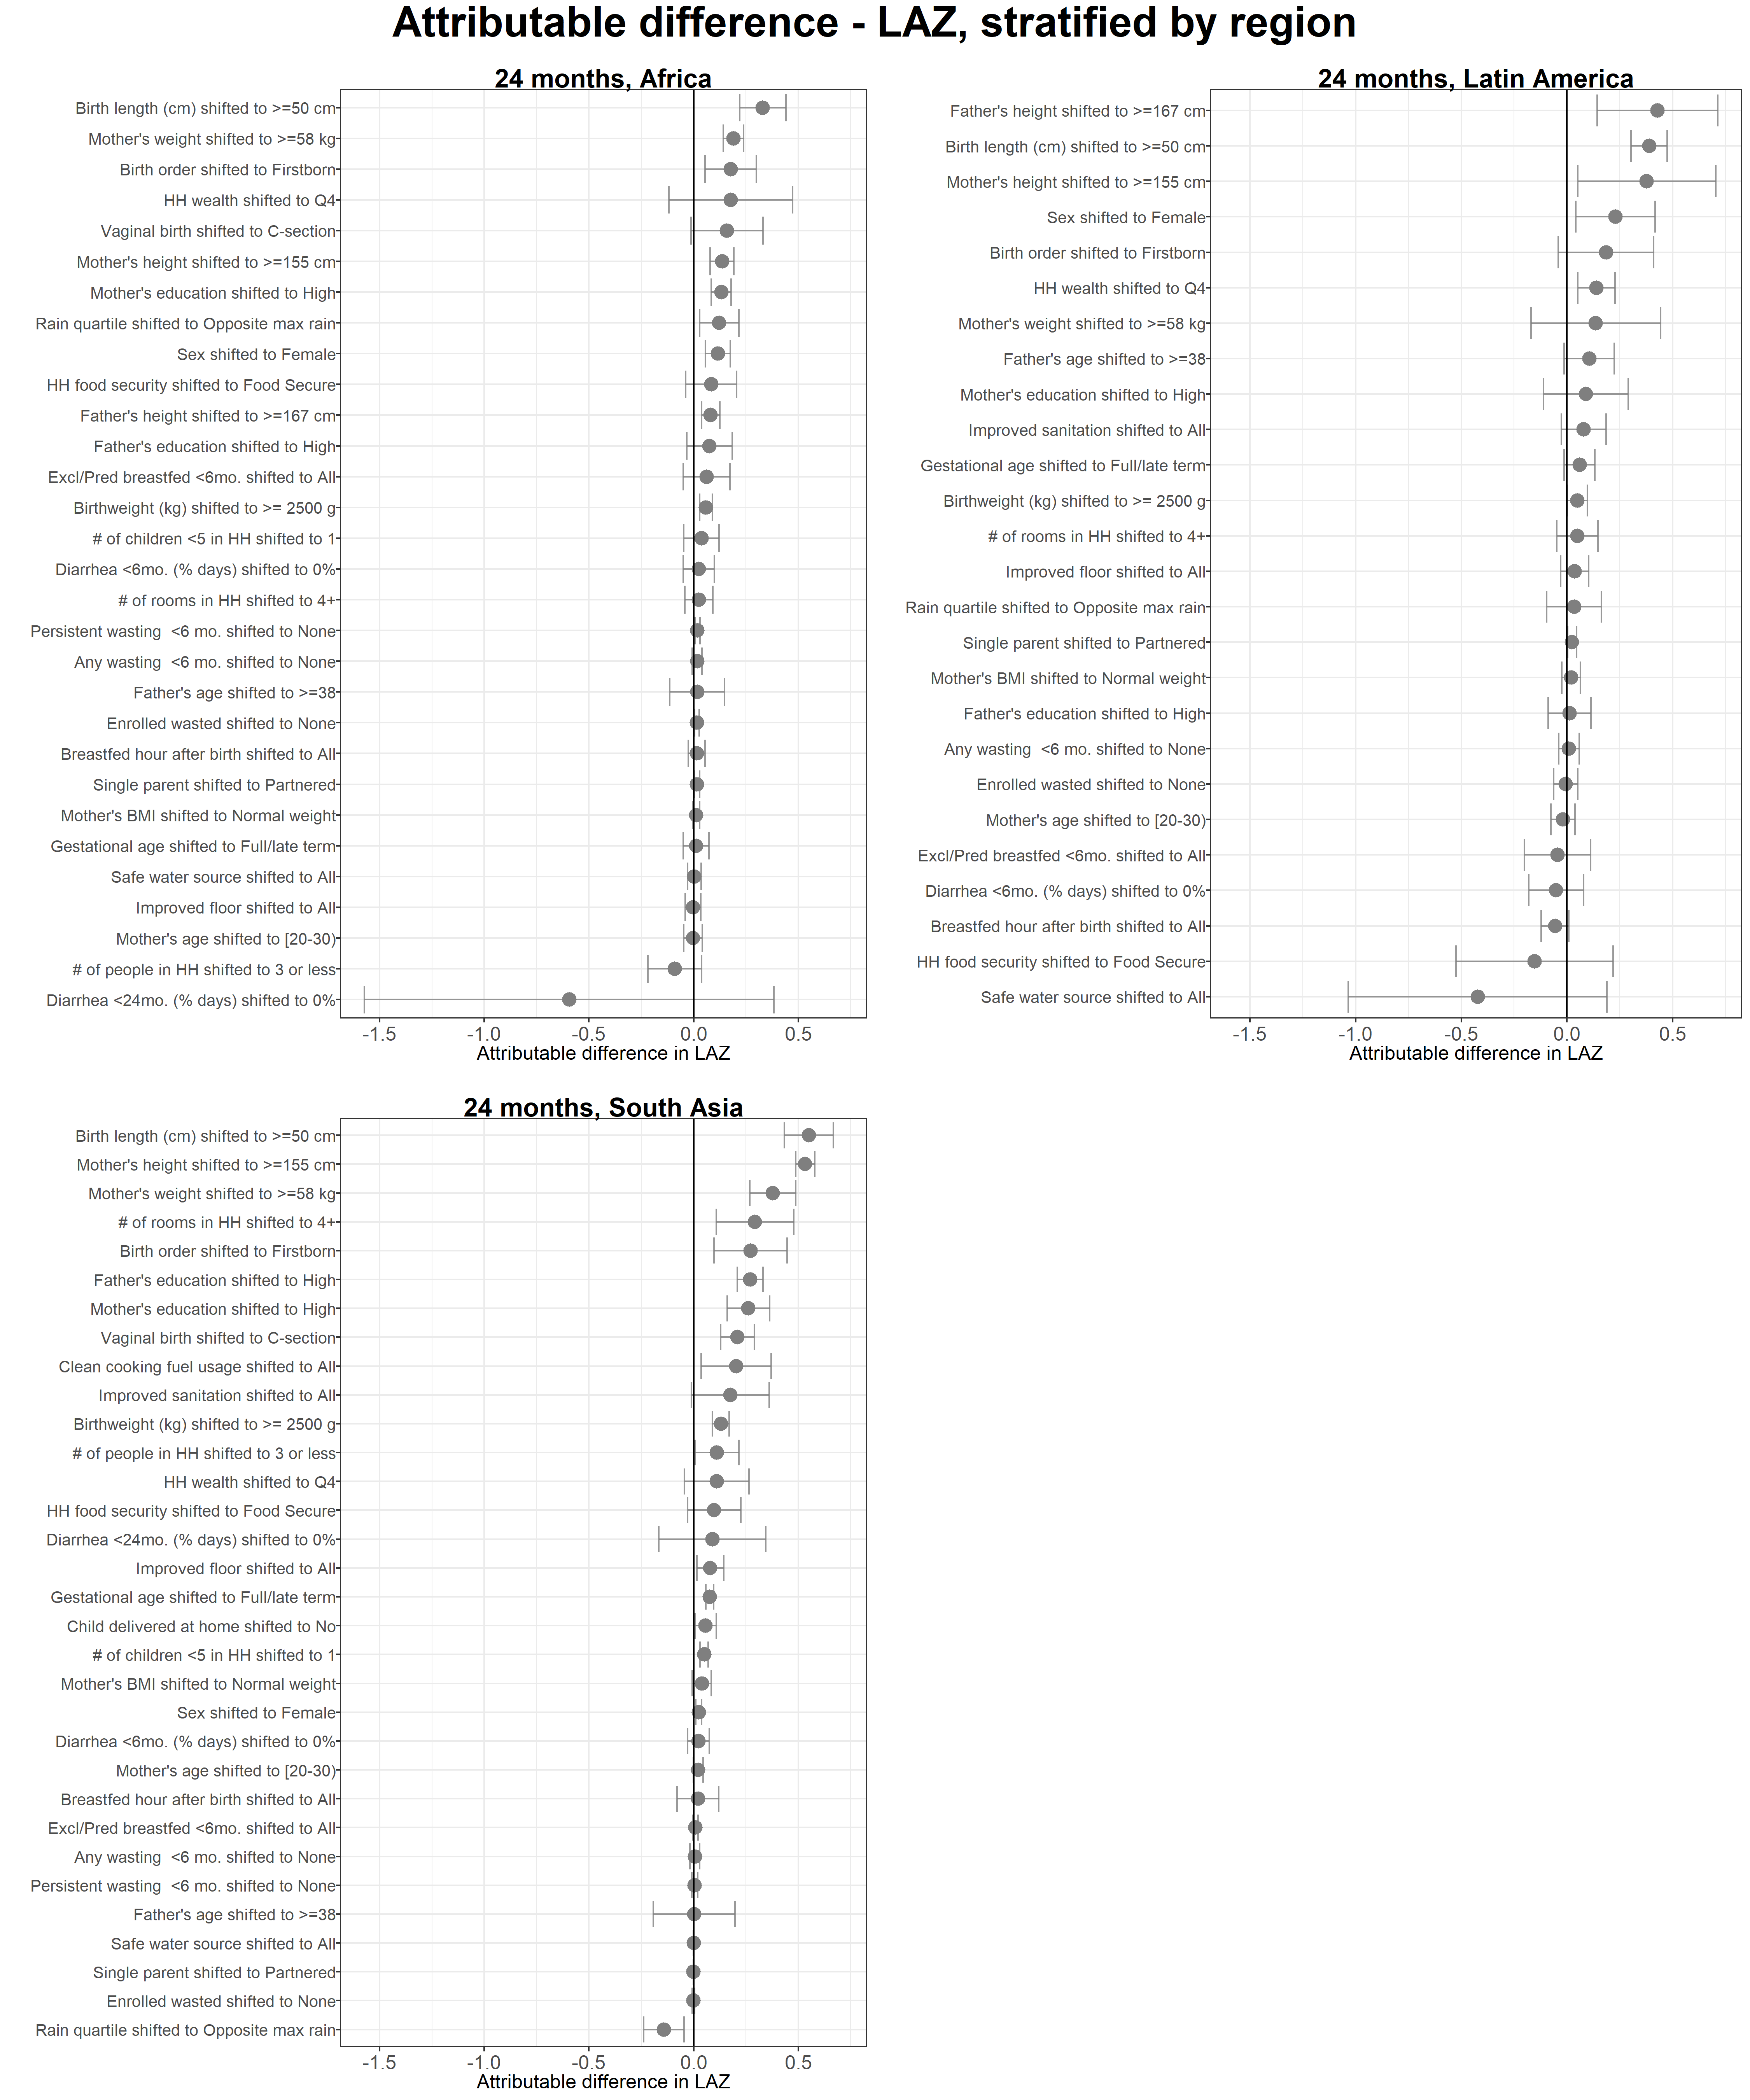 Attributable difference - LAZ, stratified by region
24 months, Africa
Birth length (cm) shifted to >=50 cm
Mother's weight shifted to >=58 kg
Birth order shifted to Firstborn
HH wealth shifted to Q4
Vaginal birth shifted to C-section
Mother's height shifted to >=155 cm
Mother's education shifted to High
Rain quartile shifted to Opposite max rain
Sex shifted to Female
HH food security shifted to Food Secure
Father's height shifted to >=167 cm
Father's education shifted to High
Excl/Pred breastfed <6mo. shifted to All
Birthweight (kg) shifted to >= 2500 g
# of children <5 in HH shifted to 1
Diarrhea <6mo. (% days) shifted to 0%
# of rooms in HH shifted to 4+
Persistent wasting  <6 mo. shifted to None
Any wasting  <6 mo. shifted to None
Father's age shifted to >=38
Enrolled wasted shifted to None
Breastfed hour after birth shifted to All
Single parent shifted to Partnered
Mother's BMI shifted to Normal weight
Gestational age shifted to Full/late term
Safe water source shifted to All
Improved floor shifted to All
Mother's age shifted to [20-30)
# of people in HH shifted to 3 or less
Diarrhea <24mo. (% days) shifted to 0%
-1.5 -1.0 -0.5 0.0 0.5
Attributable difference in LAZ
24 months, Latin America
Father's height shifted to >=167 cm
Birth length (cm) shifted to >=50 cm
Mother's height shifted to >=155 cm
Sex shifted to Female
Birth order shifted to Firstborn
HH wealth shifted to Q4
Mother's weight shifted to >=58 kg
Father's age shifted to >=38
Mother's education shifted to High
Improved sanitation shifted to All
Gestational age shifted to Full/late term
Birthweight (kg) shifted to >= 2500 g
# of rooms in HH shifted to 4+
Improved floor shifted to All
Rain quartile shifted to Opposite max rain
Single parent shifted to Partnered
Mother's BMI shifted to Normal weight
Father's education shifted to High
Any wasting  <6 mo. shifted to None
Enrolled wasted shifted to None
Mother's age shifted to [20-30)
Excl/Pred breastfed <6mo. shifted to All
Diarrhea <6mo. (% days) shifted to 0%
Breastfed hour after birth shifted to All
HH food security shifted to Food Secure
Safe water source shifted to All
-1.5 -1.0 -0.5 0.0 0.5
Attributable difference in LAZ
24 months, South Asia
Birth length (cm) shifted to >=50 cm
Mother's height shifted to >=155 cm
Mother's weight shifted to >=58 kg
# of rooms in HH shifted to 4+
Birth order shifted to Firstborn
Father's education shifted to High
Mother's education shifted to High
Vaginal birth shifted to C-section
Clean cooking fuel usage shifted to All
Improved sanitation shifted to All
Birthweight (kg) shifted to >= 2500 g
# of people in HH shifted to 3 or less
HH wealth shifted to Q4
HH food security shifted to Food Secure
Diarrhea <24mo. (% days) shifted to 0%
Improved floor shifted to All
Gestational age shifted to Full/late term
Child delivered at home shifted to No
# of children <5 in HH shifted to 1
Mother's BMI shifted to Normal weight
Sex shifted to Female
Diarrhea <6mo. (% days) shifted to 0%
Mother's age shifted to [20-30)
Breastfed hour after birth shifted to All
Excl/Pred breastfed <6mo. shifted to All
Any wasting  <6 mo. shifted to None
Persistent wasting  <6 mo. shifted to None
Father's age shifted to >=38
Safe water source shifted to All
Single parent shifted to Partnered
Enrolled wasted shifted to None
Rain quartile shifted to Opposite max rain
-1.5 -1.0 -0.5 0.0 0.5
Attributable difference in LAZ